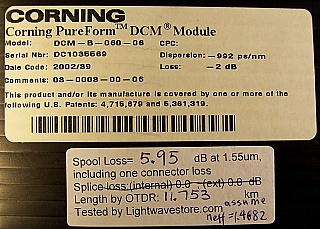 CORNING
Corning PureForm™ DCM® Module
Model: DCM-B-060-06 CPC:
Serial Nbr: DC1035569 Dispersion: -992 ps/nm
Date Code: 2002/39 Loss: -2 dB
Comments: 03-0008-00-06
This product and/or its manufacture is covered by one or more of the
following U.S. Patents: 4,715,679 and 5,361,319.
Spool Loss= 5.95 dB at 1.55um,
including one connector loss
Splice loss:(internal) 0.0 , (ext) 0.0 dB
Length by OTDR: 11.753 km
Tested by Lightwavestore.com
assume
neff=1.4682